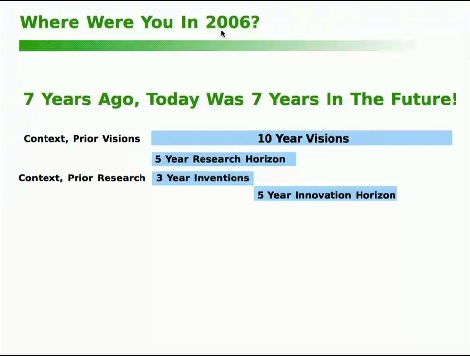 Where Were You In 2006?
7 Years Ago, Today Was 7 Years In The Future!
Context, Prior Visions
10 Year Visions
5 Year Research Horizon
Context, Prior Research
3 Year Inventions
5 Year Innovation Horizon